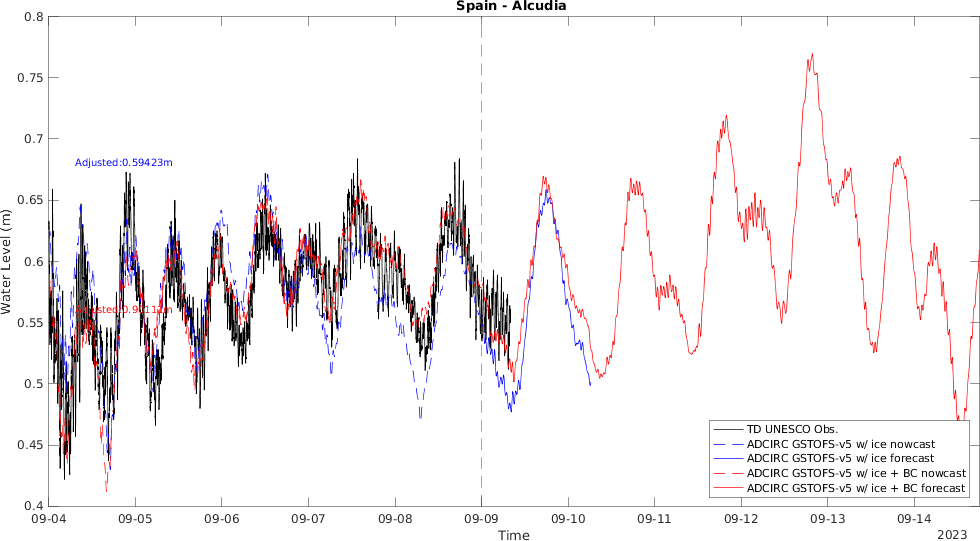 Spain - Alcudia
0.8
0.75
0.7
0.65
0.6
0.55
0.5
0.45
0.4
Water Level (m)
Adjusted:0.59423m
TD UNESCO Obs.
ADCIRC GSTOFS-v5 w/ ice nowcast
ADCIRC GSTOFS-v5 w/ ice forecast
ADCIRC GSTOFS-v5 w/ ice + BC nowcast
ADCIRC GSTOFS-v5 w/ ice + BC forecast
09-04 09-05 09-06 09-07 09-08 09-09 09-10 09-11 09-12 09-13 09-14
Time
2023